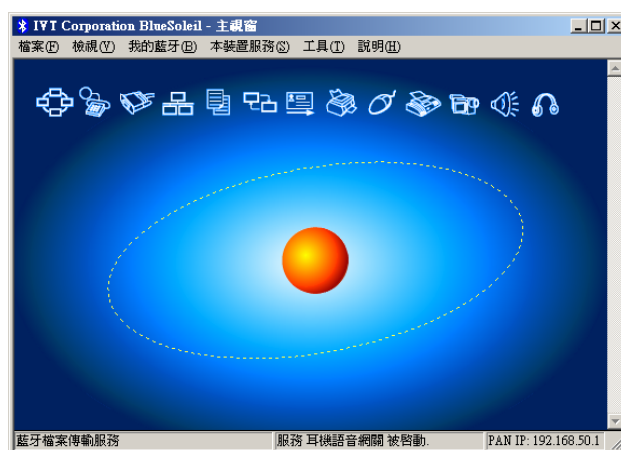 IVT Corporation BlueSoleil - 主視窗
檔案(F) 檢視(V) 我的藍牙(B) 本裝置服務(S) 工具(T) 說明(H)
藍牙檔案傳輸服務 服務 耳機語音網關 被啓動. PAN IP: 192.168.50.1